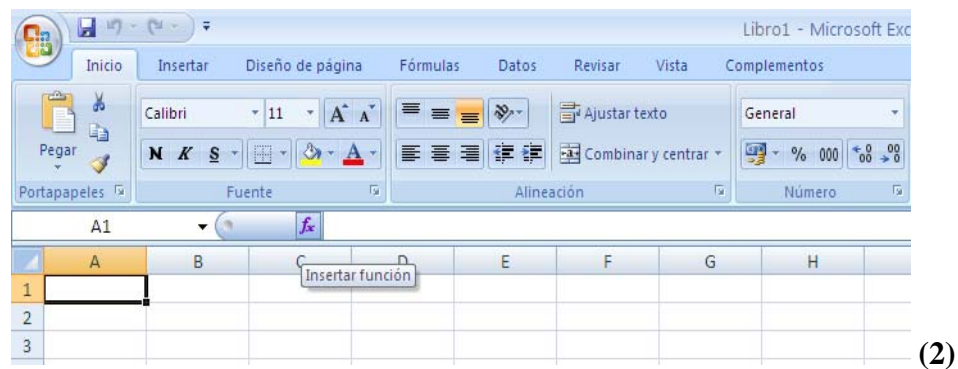 Libro1 - Microsoft Exc
Inicio Insertar Diseño de página Fórmulas Datos Revisar Vista Complementos
Calibri 11 A A Ajustar texto General
Pegar N K S A Combinar y centrar % 000
Portapapeles Fuente Alineación Número
A1 fx
A B C D E F G H
Insertar función
1
2
3
(2)